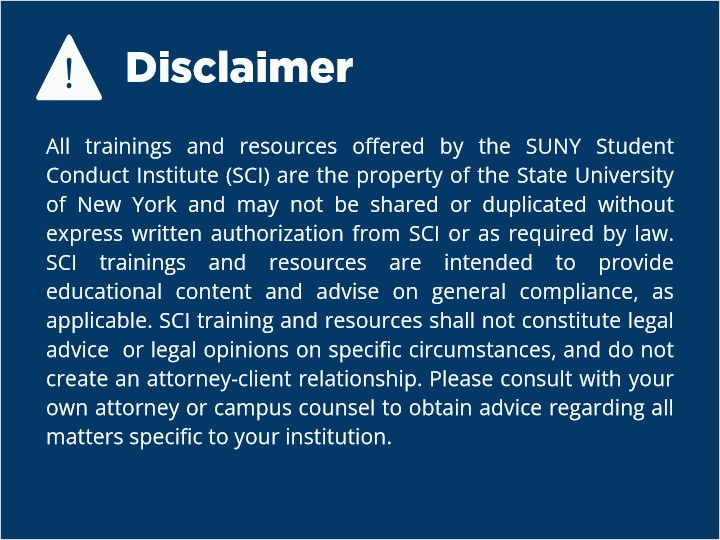 Disclaimer
All trainings and resources offered by the SUNY Student
Conduct Institute (SCI) are the property of the State University
of New York and may not be shared or duplicated without
express written authorization from SCI or as required by law.
SCI trainings and resources are intended to provide
educational content and advise on general compliance, as
applicable. SCI training and resources shall not constitute legal
advice  or legal opinions on specific circumstances, and do not
create an attorney-client relationship. Please consult with your
own attorney or campus counsel to obtain advice regarding all
matters specific to your institution.